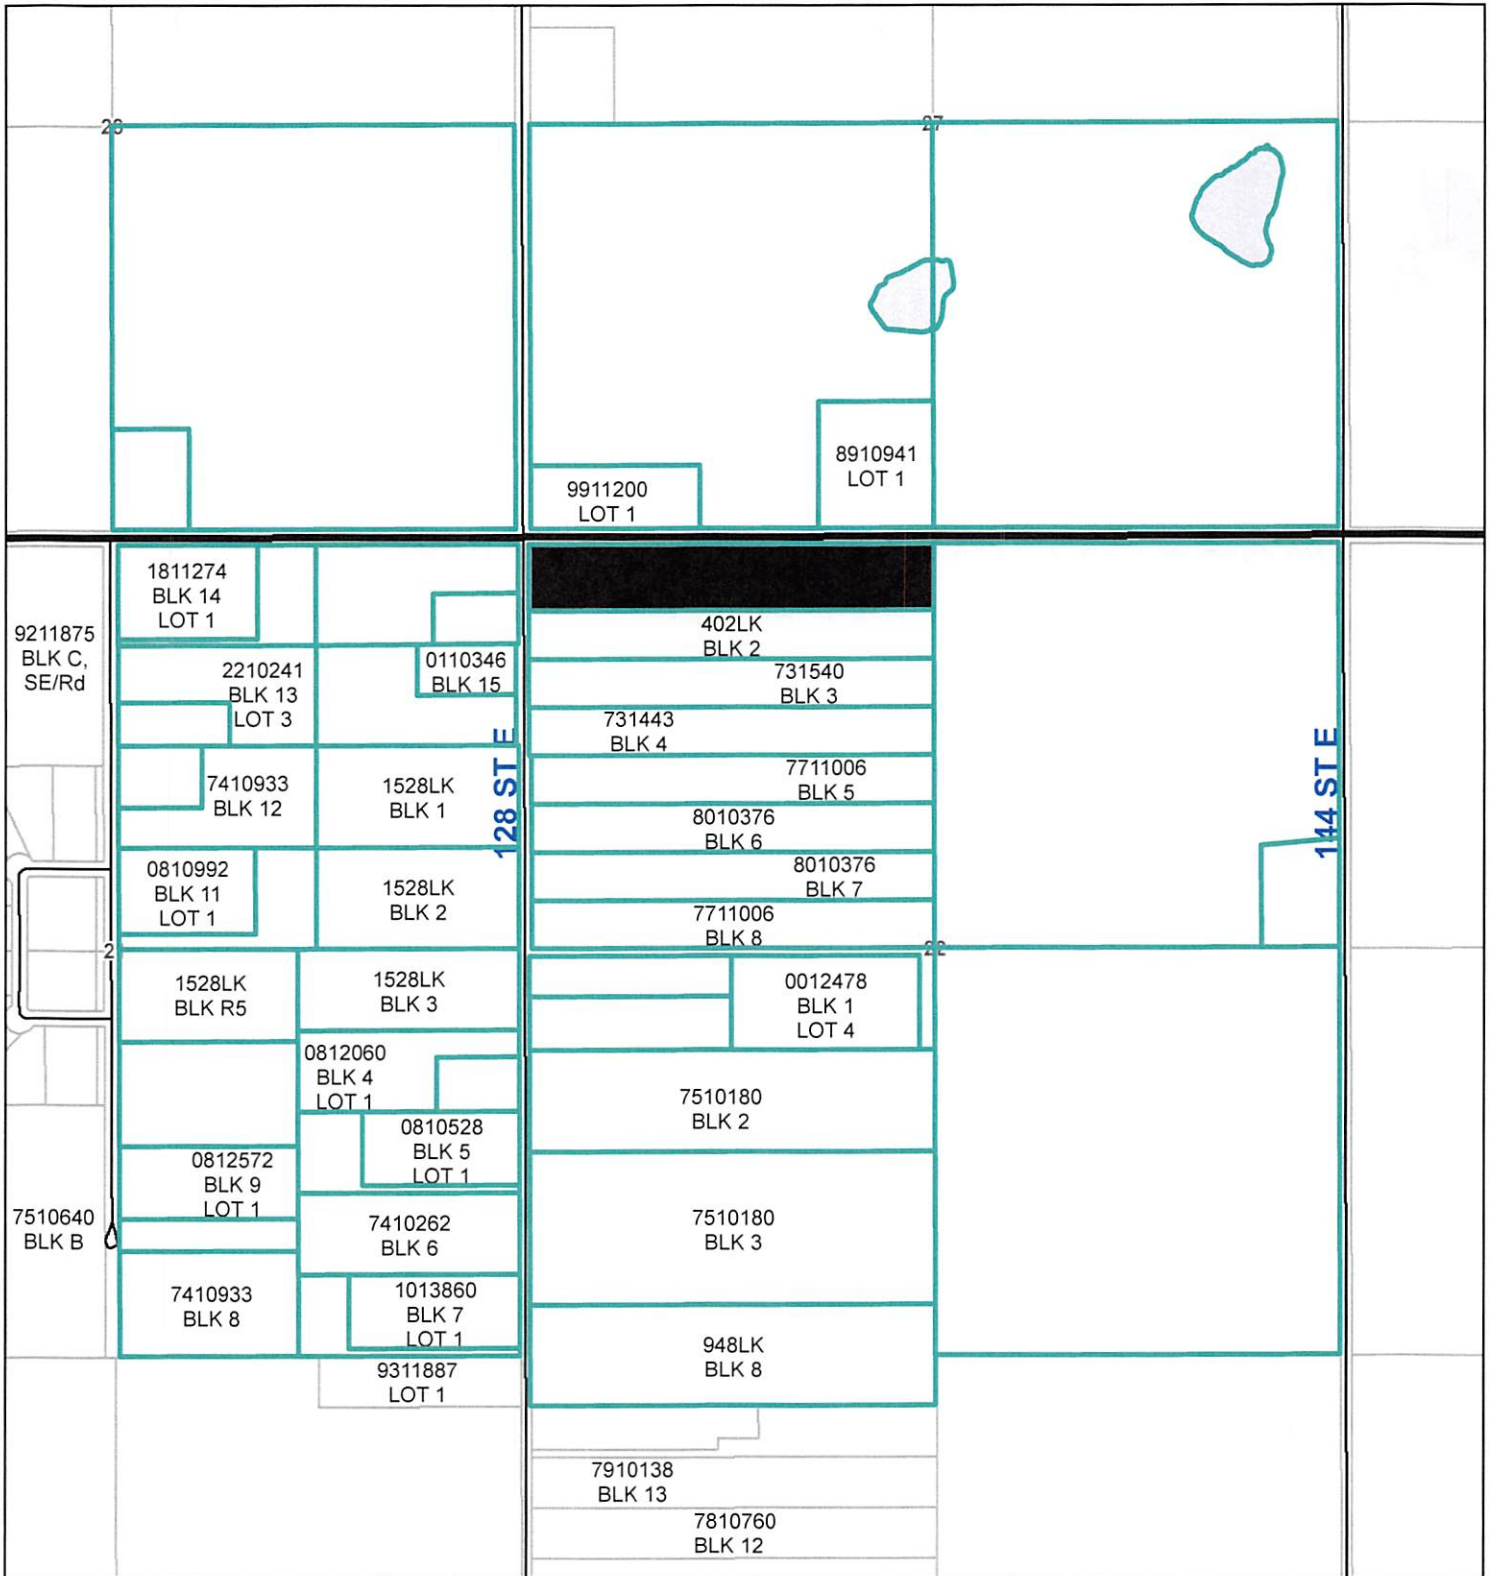 26
27
9911200
LOT 1
8910941
LOT 1
9211875
BLK C,
SE/Rd
1811274
BLK 14
LOT 1
2210241
BLK 13
LOT 3
0110346
BLK 15
7410933
BLK 12
1528LK
BLK 1
0810992
BLK 11
LOT 1
1528LK
BLK 2
128 ST E
402LK
BLK 2
731540
BLK 3
731443
BLK 4
7711006
BLK 5
8010376
BLK 6
8010376
BLK 7
7711006
BLK 8
144 ST E
2
22
1528LK
BLK R5
1528LK
BLK 3
0812060
BLK 4
LOT 1
0810528
BLK 5
LOT 1
0812572
BLK 9
LOT 1
7510640
BLK B
7410262
BLK 6
7410933
BLK 8
1013860
BLK 7
LOT 1
9311887
LOT 1
0012478
BLK 1
LOT 4
7510180
BLK 2
7510180
BLK 3
948LK
BLK 8
7910138
BLK 13
7810760
BLK 12